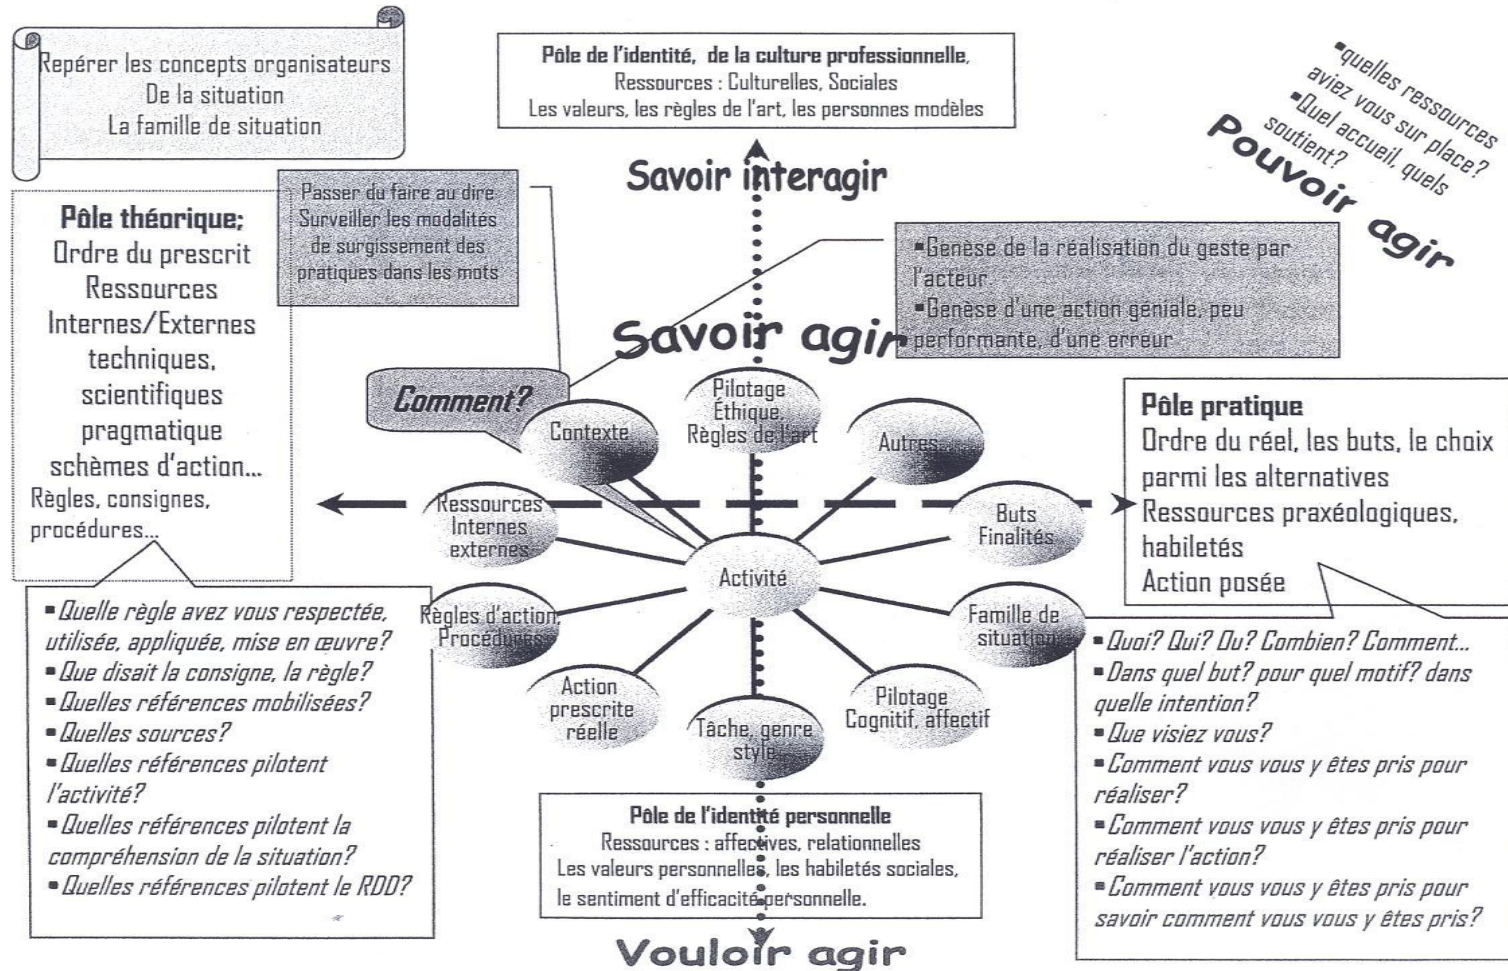 Repérer les concepts organisateurs
De la situation
La famille de situation
Pôle de l'identité, de la culture professionnelle,
Ressources : Culturelles, Sociales
Les valeurs, les règles de l'art, les personnes modèles
▪quelles ressources
aviez vous sur place?
▪Quel accueil, quels
soutient?
Pouvoir agir
Savoir interagir
Passer du faire au dire
Surveiller les modalités
de surgissement des
pratiques dans les mots
Pôle théorique;
Ordre du prescrit
Ressources
Internes/Externes
techniques,
scientifiques
pragmatique
schèmes d'action...
Règles, consignes,
procédures...
▪Genèse de la réalisation du geste par
l'acteur
▪Genèse d'une action géniale, peu
performante, d'une erreur
Savoir agir
Comment?
Contexte
Pilotage
Éthique,
Règles de l'art
Autres...
Ressources
Internes
externes
Buts
Finalités
Activité
Règles d'action,
Procédures
Famille de
situation
Action
prescrite
réelle
Tâche, genre
style...
Pilotage
Cognitif, affectif
Pôle pratique
Ordre du réel, les buts, le choix
parmi les alternatives
Ressources praxéologiques,
habiletés
Action posée
▪Quelle règle avez vous respectée,
utilisée, appliquée, mise en œuvre?
▪Que disait la consigne, la règle?
▪Quelles références mobilisées?
▪Quelles sources?
▪Quelles références pilotent
l'activité?
▪Quelles références pilotent la
compréhension de la situation?
▪Quelles références pilotent le RDD?
▪Quoi? Qui? Ou? Combien? Comment...
▪Dans quel but? pour quel motif? dans
quelle intention?
▪Que visiez vous?
▪Comment vous vous y êtes pris pour
réaliser?
▪Comment vous vous y êtes pris pour
réaliser l'action?
▪Comment vous vous y êtes pris pour
savoir comment vous vous y êtes pris?
Pôle de l'identité personnelle
Ressources : affectives, relationnelles
Les valeurs personnelles, les habiletés sociales,
le sentiment d'efficacité personnelle.
Vouloir agir